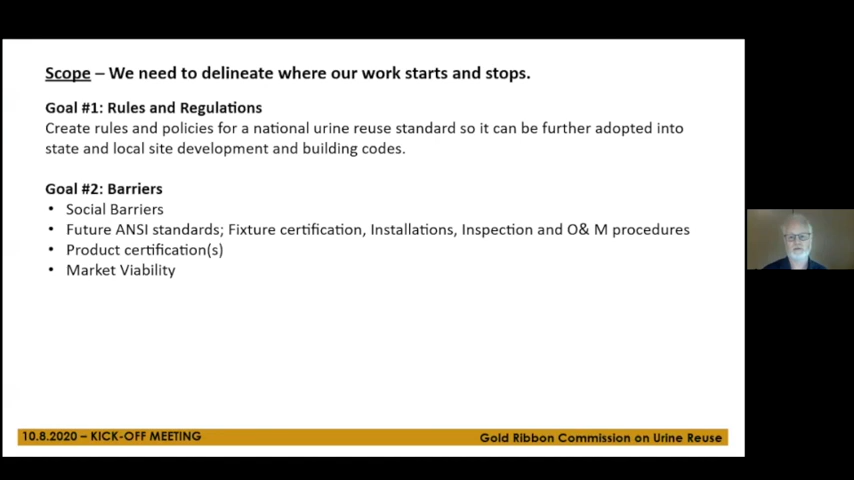 Scope – We need to delineate where our work starts and stops.
Goal #1: Rules and Regulations
Create rules and policies for a national urine reuse standard so it can be further adopted into
state and local site development and building codes.
Goal #2: Barriers
• Social Barriers
• Future ANSI standards; Fixture certification, Installations, Inspection and O& M procedures
• Product certification(s)
• Market Viability
10.8.2020 – KICK-OFF MEETING
Gold Ribbon Commission on Urine Reuse